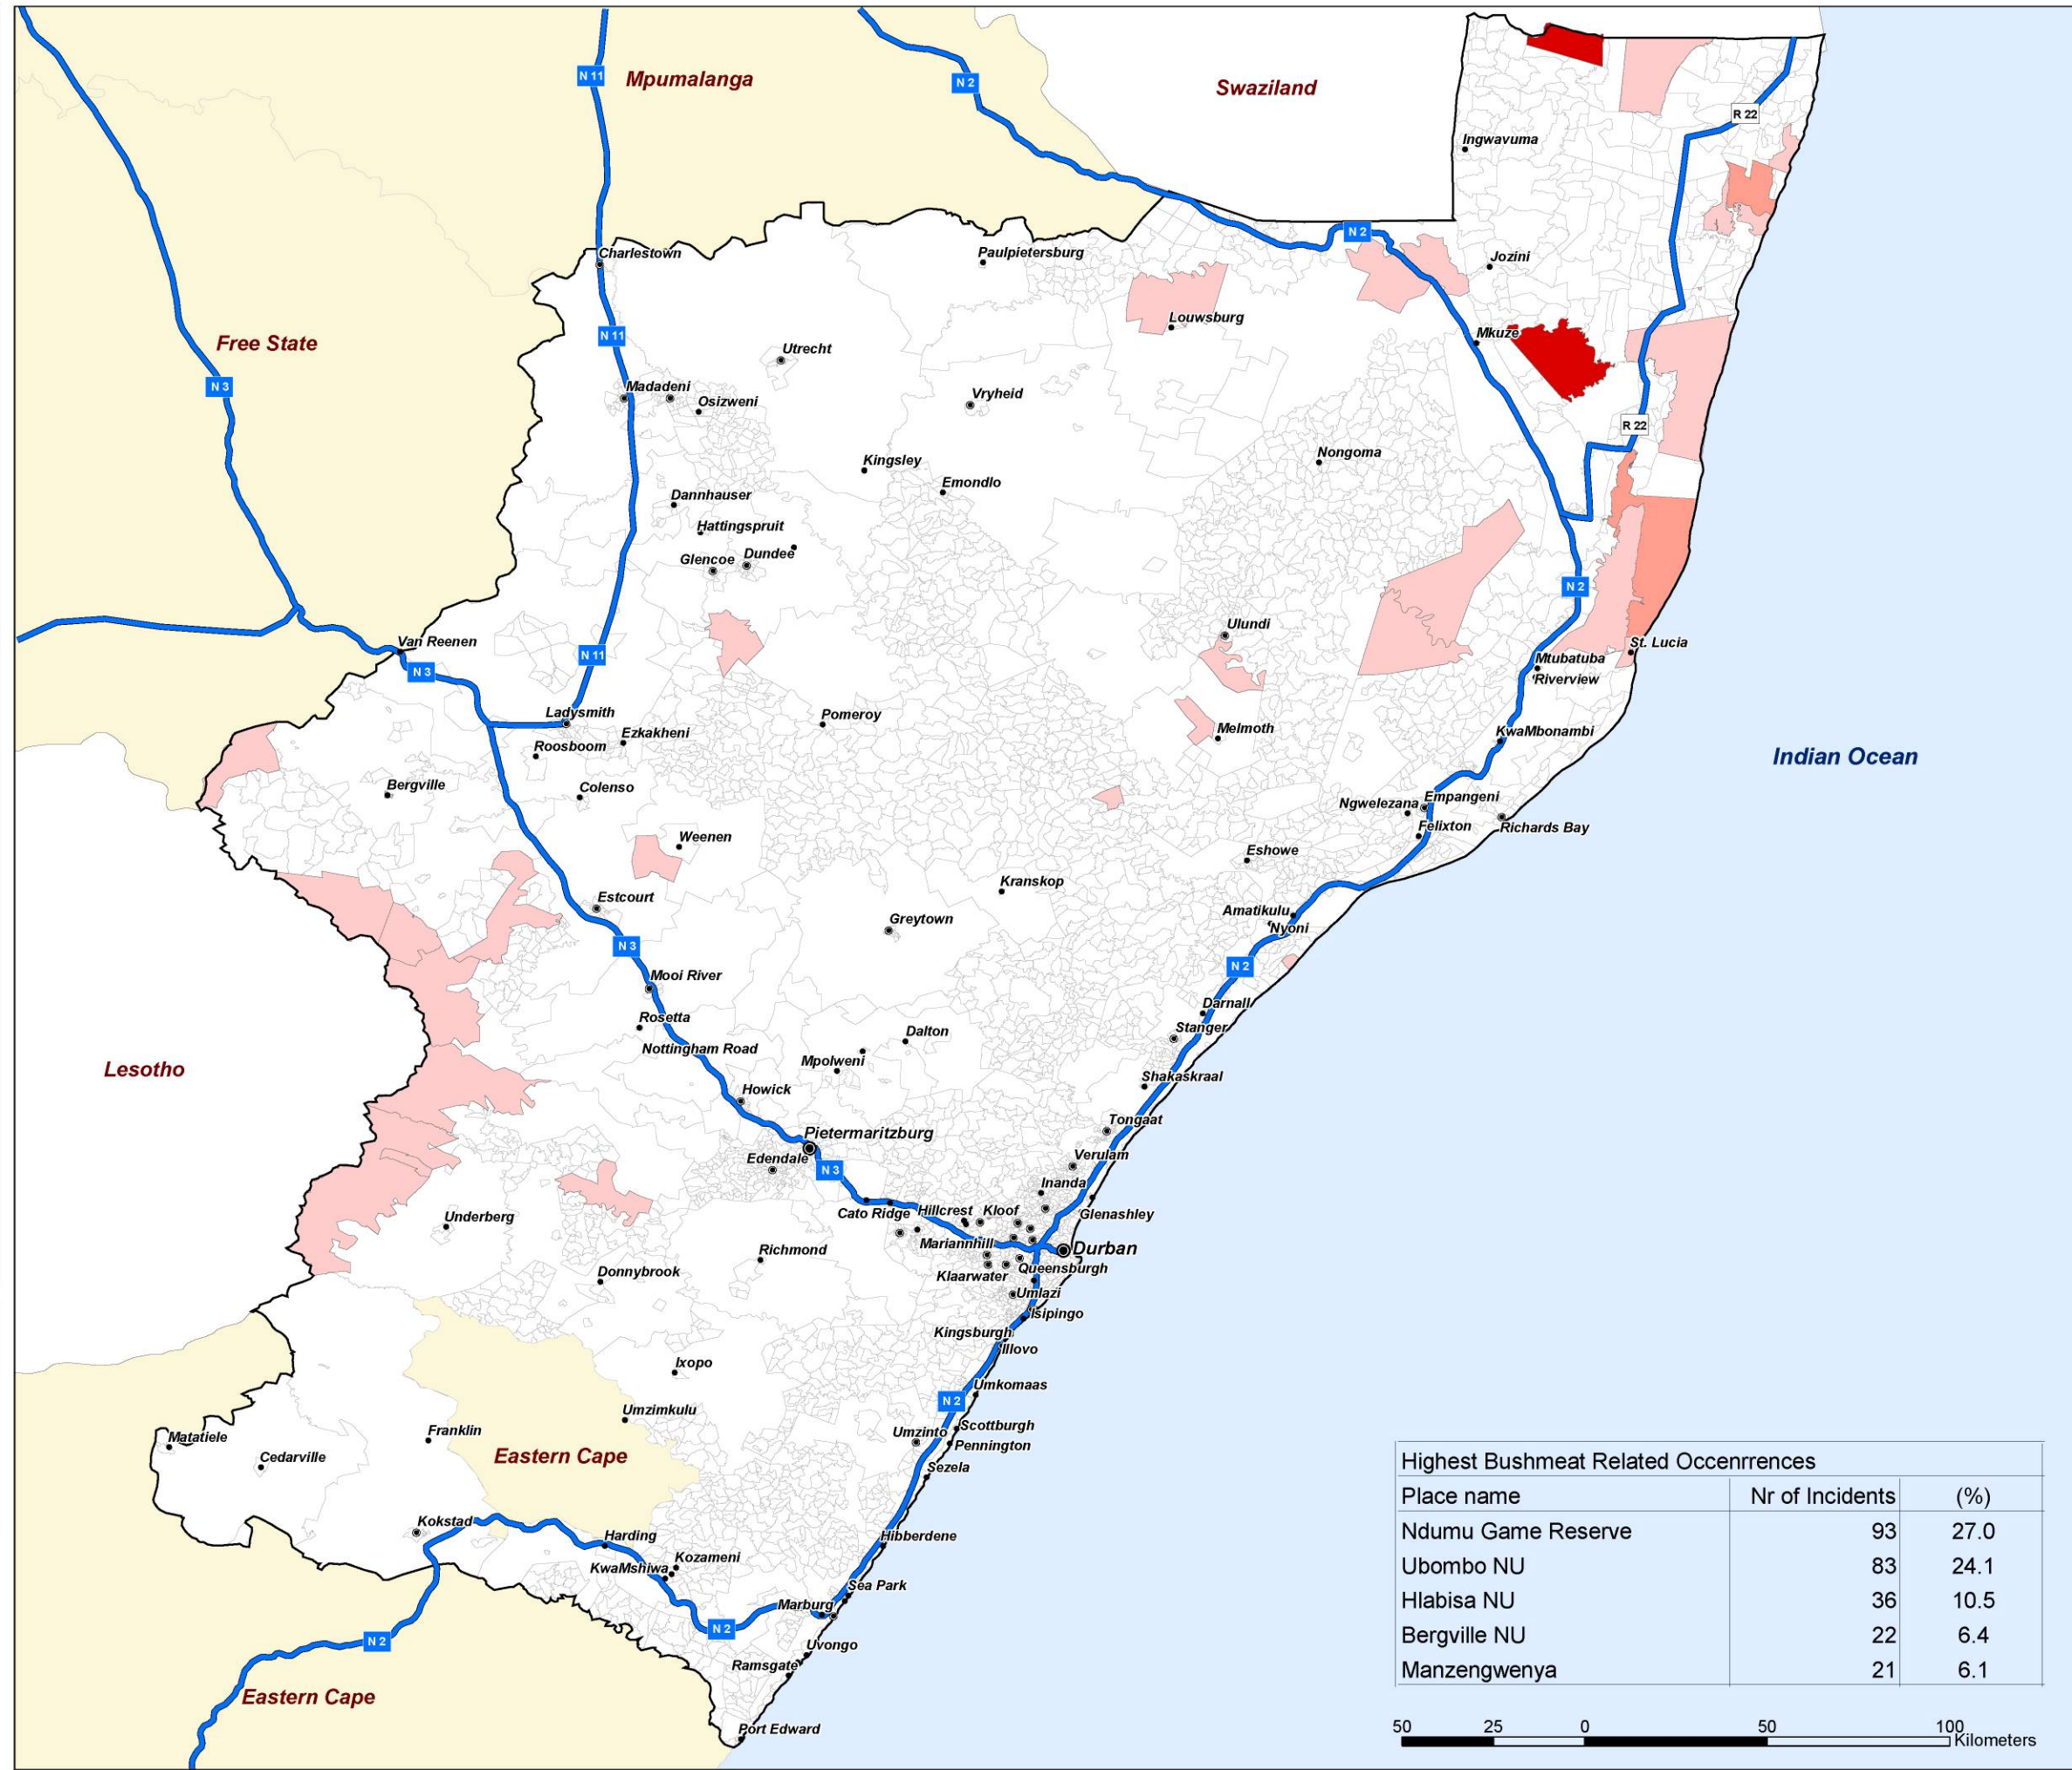 N 11
Mpumalanga
N 2
Swaziland
R 22
Ingwavuma
N 2
Charlestown
Paulpietersburg
Jozini
Louwsburg
Free State
N 11
Mkuze
Utrecht
N 3
Madadeni
Osizweni
Vryheid
R 22
Nongoma
Kingsley
Emondlo
Dannhauser
Hattingspruit
Glencoe
Dundee
N 2
Ulundi
Van Reenen
N 11
St. Lucia
N 3
Mtubatuba
Riverview
Ladysmith
Pomeroy
Ezkakheni
Melmoth
KwaMbonambi
Roosboom
Indian Ocean
Bergville
Colenso
Ngwelezana
Empangeni
Felixton
Richards Bay
Weenen
Eshowe
Kranskop
Estcourt
Greytown
Amatikulu
Nyoni
N 3
N 2
Mooi River
Darnall
Rosetta
Stanger
Dalton
Nottingham Road
Mpolweni
Lesotho
Shakaskraal
Howick
Tongaat
Pietermaritzburg
Verulam
Edendale
N 3
Inanda
Cato Ridge
Hillcrest
Kloof
Glenashley
Underberg
Mariannhill
Durban
Richmond
Queensburgh
Klaarwater
Donnybrook
Umlazi
Isipingo
Kingsburgh
Illovo
Ixopo
Umkomaas
N 2
Umzimkulu
Scottburgh
Franklin
Umzinto
Matatiele
Pennington
Cedarville
Eastern Cape
Sezela
Kokstad
Harding
Hibberdene
Kozameni
KwaMshiwa
Sea Park
Marburg
N 2
N 2
Uvongo
Ramsgate
Eastern Cape
Port Edward
Highest Bushmeat Related Occenrrences
Place name Nr of Incidents (%)
Ndumu Game Reserve 93 27.0
Ubombo NU 83 24.1
Hlabisa NU 36 10.5
Bergville NU 22 6.4
Manzengwenya 21 6.1
50 25 0 50 100
Kilometers